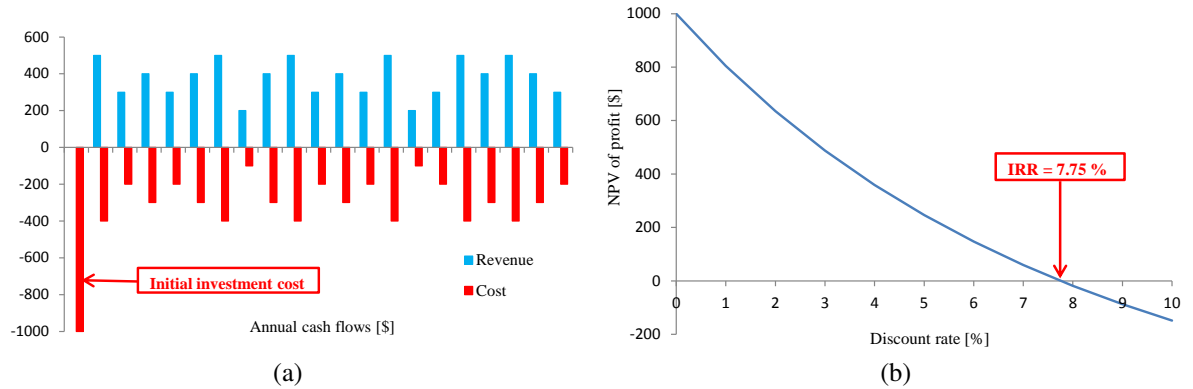 600
400
200
0
-200
-400
-600
-800
-1000
Initial investment cost
Revenue
Cost
Annual cash flows [$]
(a)
1000
800
600
400
200
0
-200
NPV of profit [$]
IRR = 7.75 %
0 1 2 3 4 5 6 7 8 9 10
Discount rate [%]
(b)